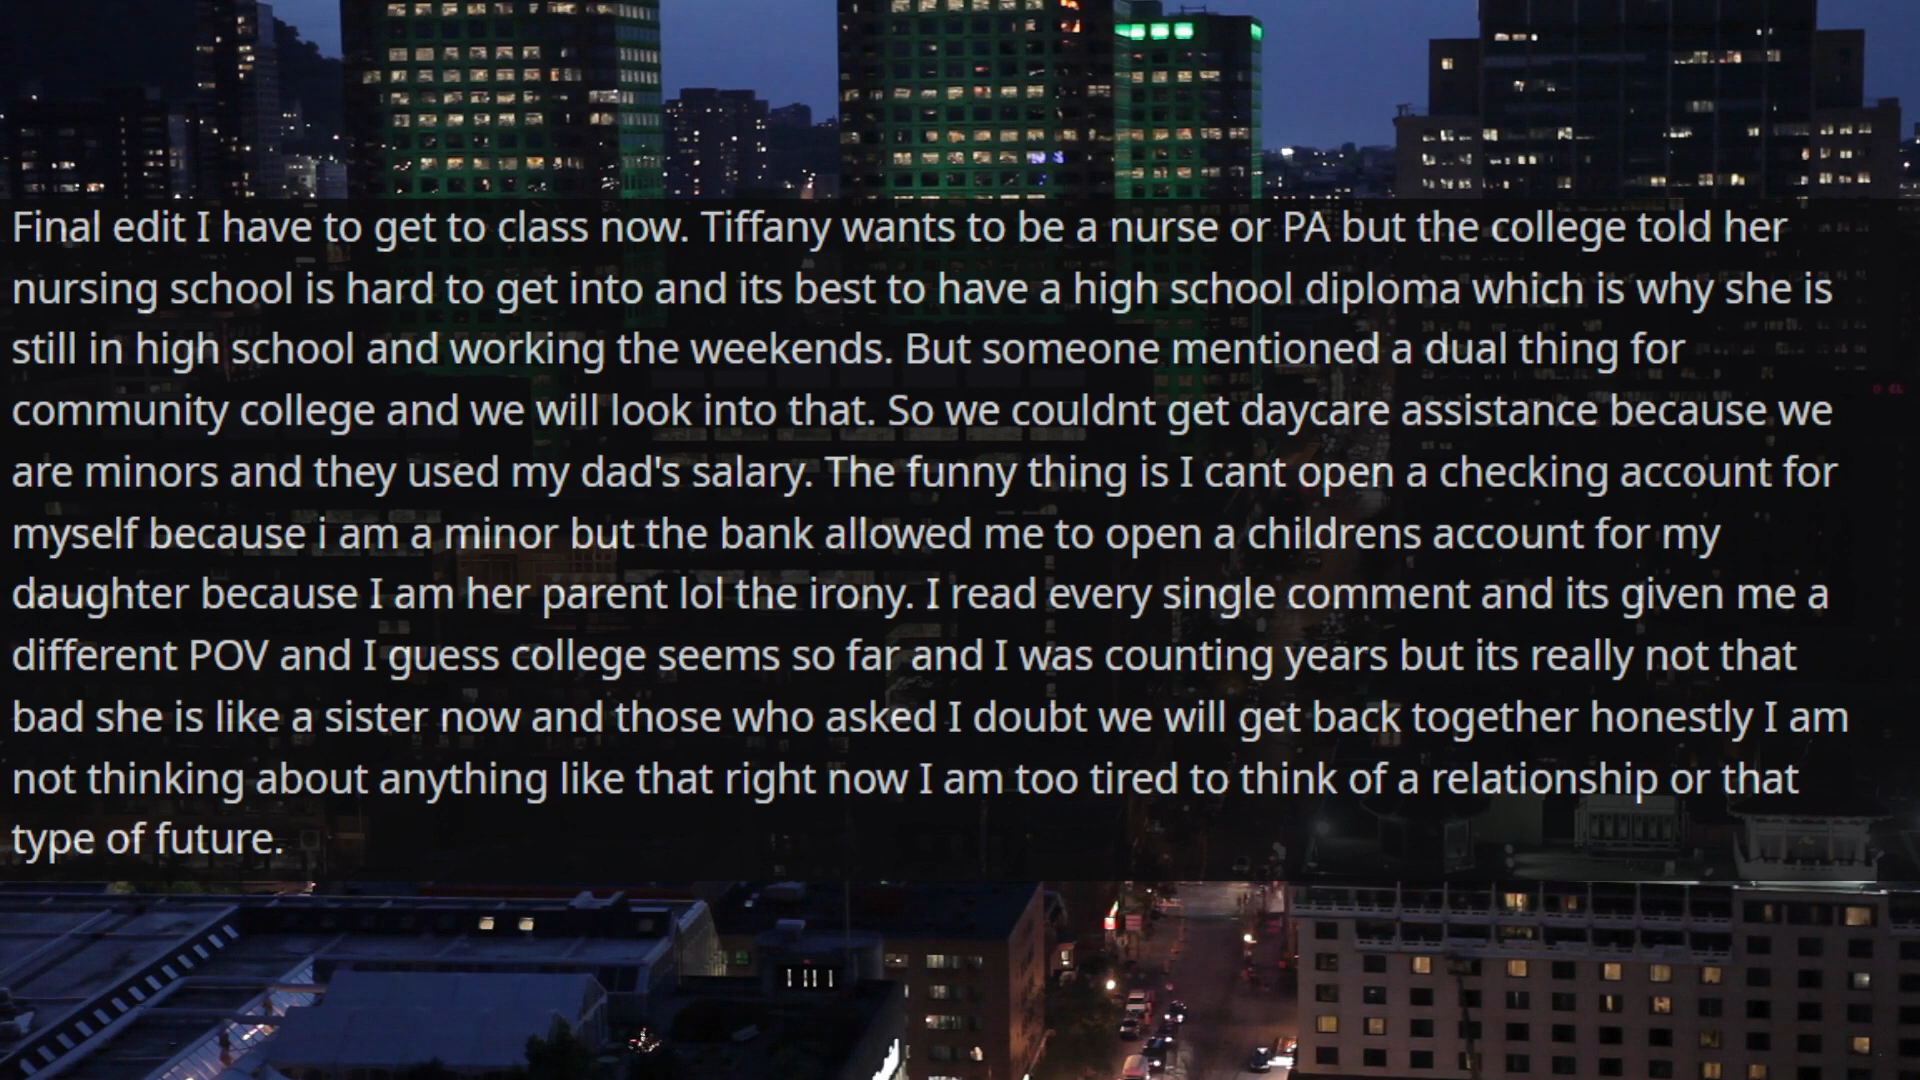 Final edit I have to get to class now. Tiffany wants to be a nurse or PA but the college told her
nursing school is hard to get into and its best to have a high school diploma which is why she is
still in high school and working the weekends. But someone mentioned a dual thing for
community college and we will look into that. So we couldnt get daycare assistance because we
are minors and they used my dad's salary. The funny thing is I cant open a checking account for
myself because i am a minor but the bank allowed me to open a childrens account for my
daughter because I am her parent lol the irony. I read every single comment and its given me a
different POV and I guess college seems so far and I was counting years but its really not that
bad she is like a sister now and those who asked I doubt we will get back together honestly I am
not thinking about anything like that right now I am too tired to think of a relationship or that
type of future.